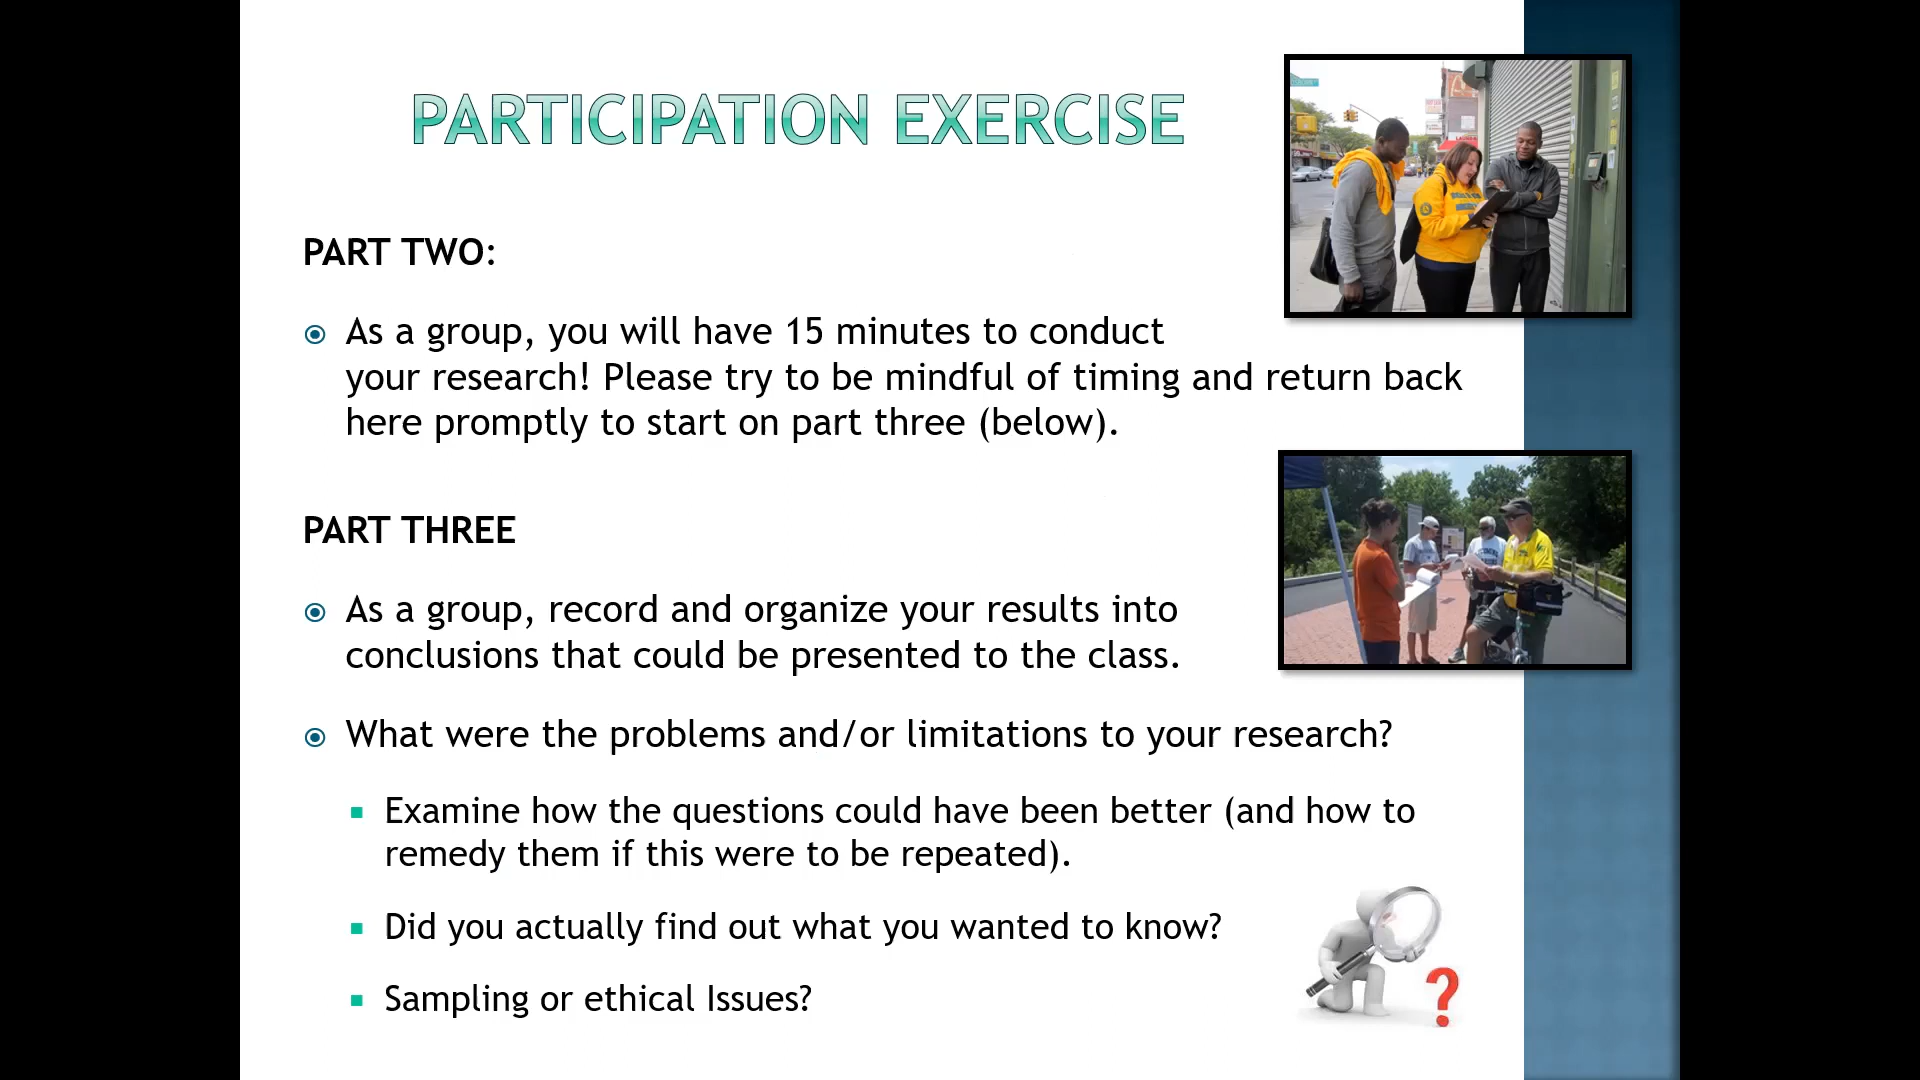 PARTICIPATION EXERCISE
PART TWO:
As a group, you will have 15 minutes to conduct
your research! Please try to be mindful of timing and return back
here promptly to start on part three (below).
PART THREE
As a group, record and organize your results into
conclusions that could be presented to the class.
What were the problems and/or limitations to your research?
Examine how the questions could have been better (and how to
remedy them if this were to be repeated).
Did you actually find out what you wanted to know?
Sampling or ethical Issues?
?